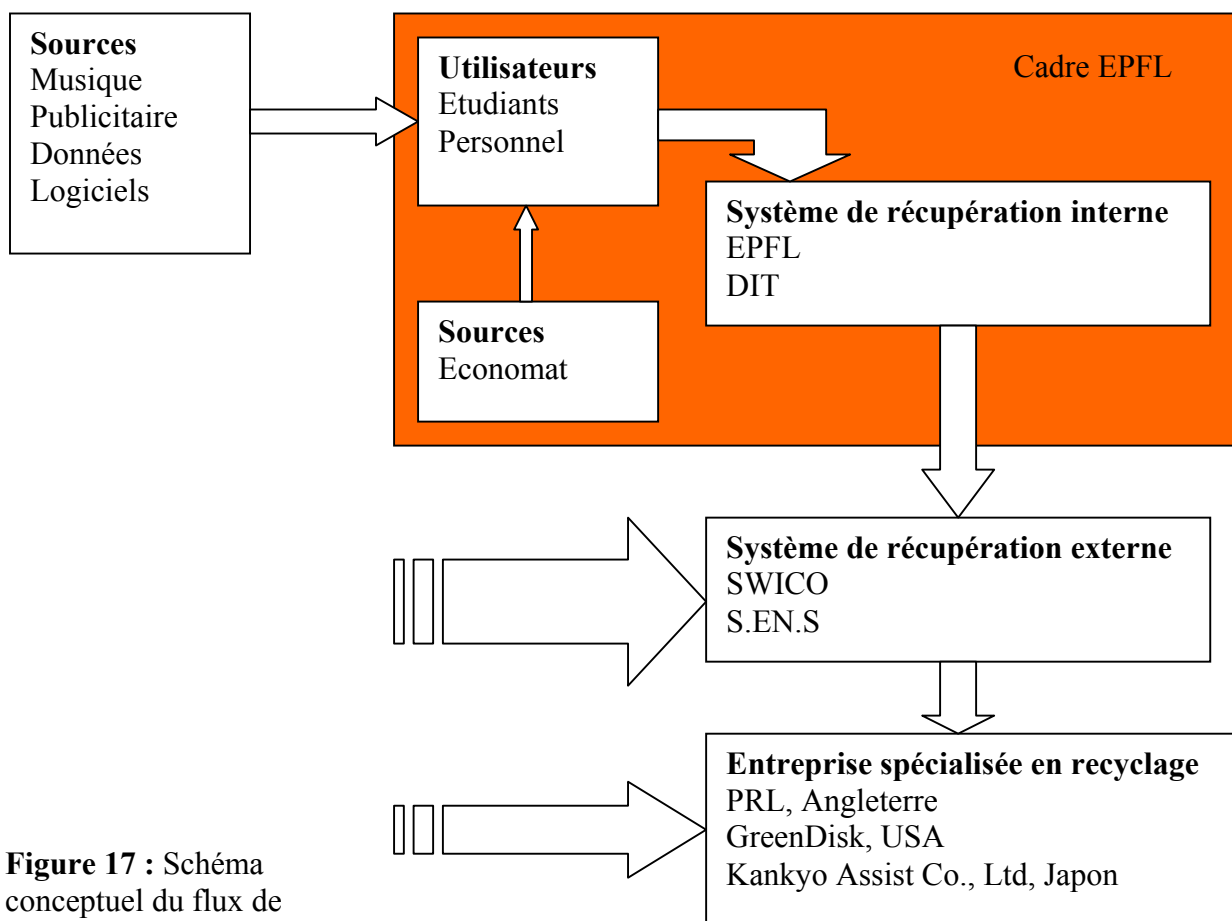 Sources
Musique
Publicitaire
Données
Logiciels
Utilisateurs
Etudiants
Personnel
Cadre EPFL
Système de récupération interne
EPFL
DIT
Sources
Economat
Système de récupération externe
SWICO
S.EN.S
Entreprise spécialisée en recyclage
PRL, Angleterre
GreenDisk, USA
Kankyo Assist Co., Ltd, Japon
Figure 17 : Schéma
conceptuel du flux de